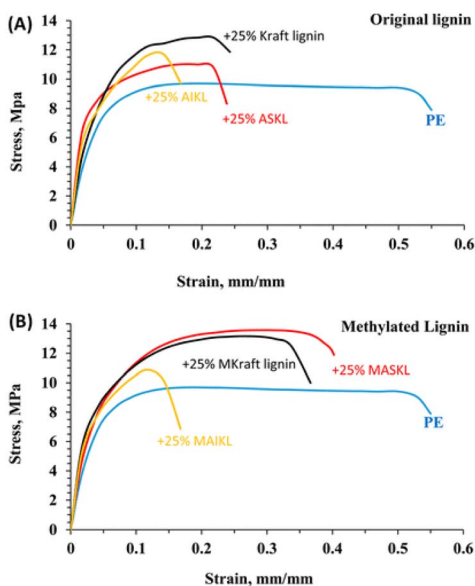 (A)
Original lignin
Stress, Mpa
14
12
10
8
6
4
2
0
+25% Kraft lignin
+25% AIKL
+25% ASKL
PE
0 0.1 0.2 0.3 0.4 0.5 0.6
Strain, mm/mm
(B)
Methylated Lignin
Stress, MPa
14
12
10
8
6
4
2
0
+25% MKraft lignin
+25% MASKL
+25% MAIKL
PE
0 0.1 0.2 0.3 0.4 0.5 0.6
Strain, mm/mm